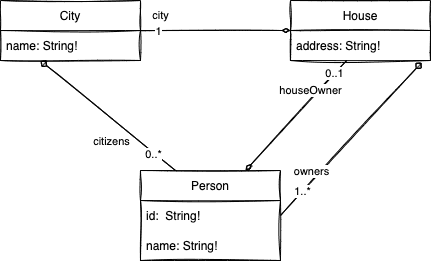 City
city
House
name: String!
1
address: String!
0..1
houseOwner
citizens
0..*
owners
Person
1..*
id: String!
name: String!